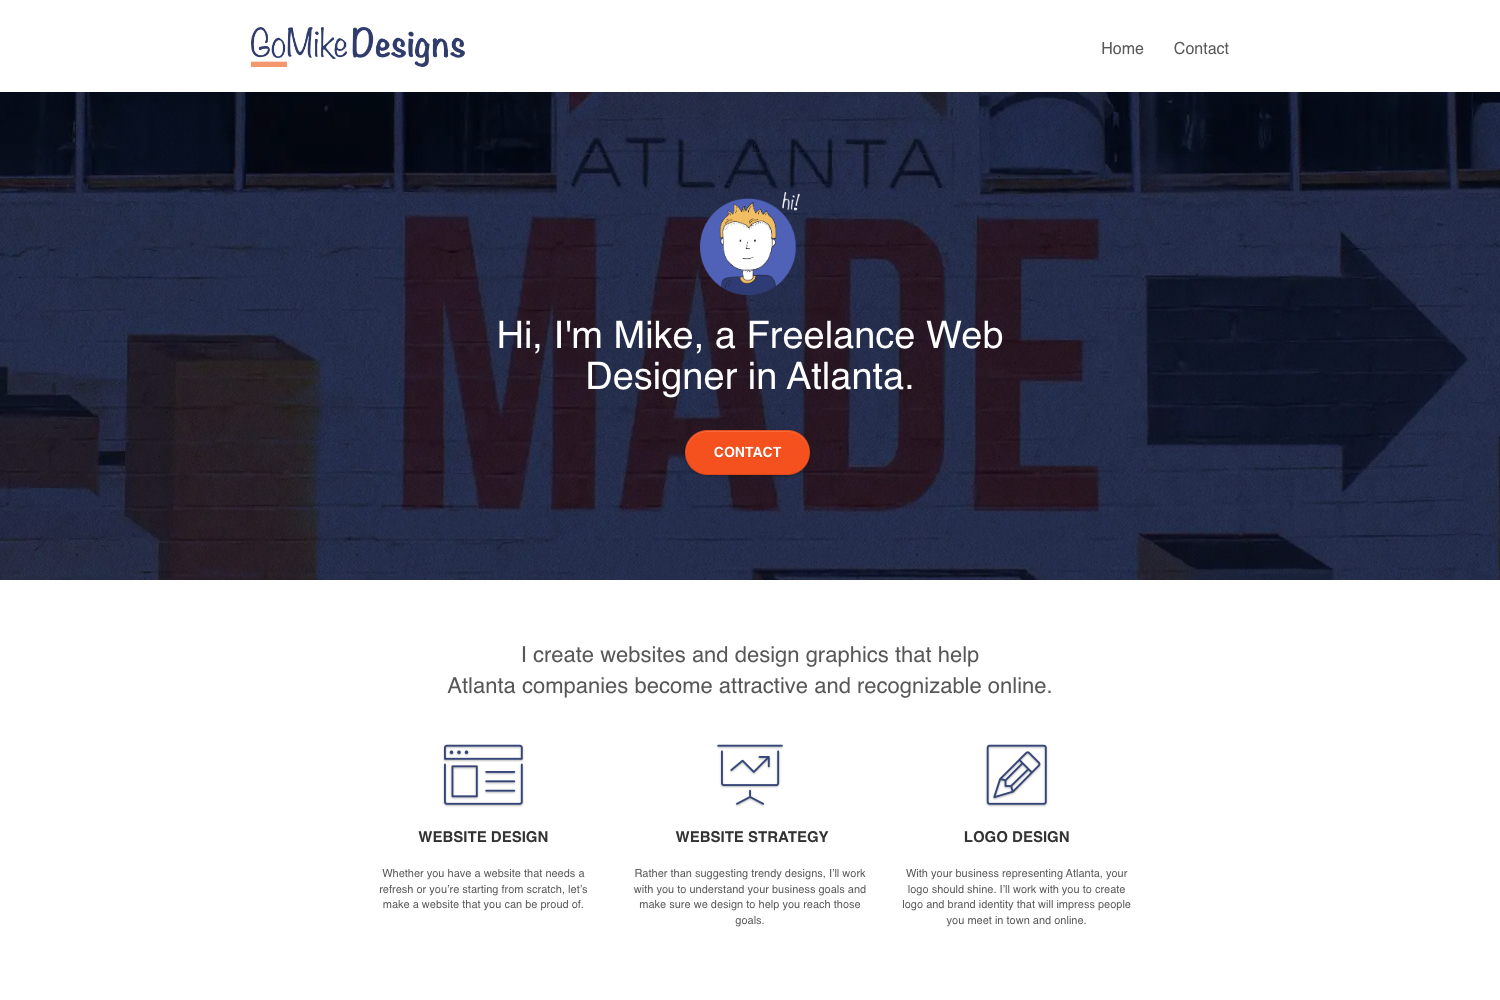 GoMikeDesigns
Home
Contact
ATLANTA
hi!
MADE
Hi, I'm Mike, a Freelance Web
Designer in Atlanta.
CONTACT
I create websites and design graphics that help
Atlanta companies become attractive and recognizable online.
WEBSITE DESIGN
Whether you have a website that needs a
refresh or you’re starting from scratch, let’s
make a website that you can be proud of.
WEBSITE STRATEGY
Rather than suggesting trendy designs, I’ll work
with you to understand your business goals and
make sure we design to help you reach those
goals.
LOGO DESIGN
With your business representing Atlanta, your
logo should shine. I’ll work with you to create
logo and brand identity that will impress people
you meet in town and online.